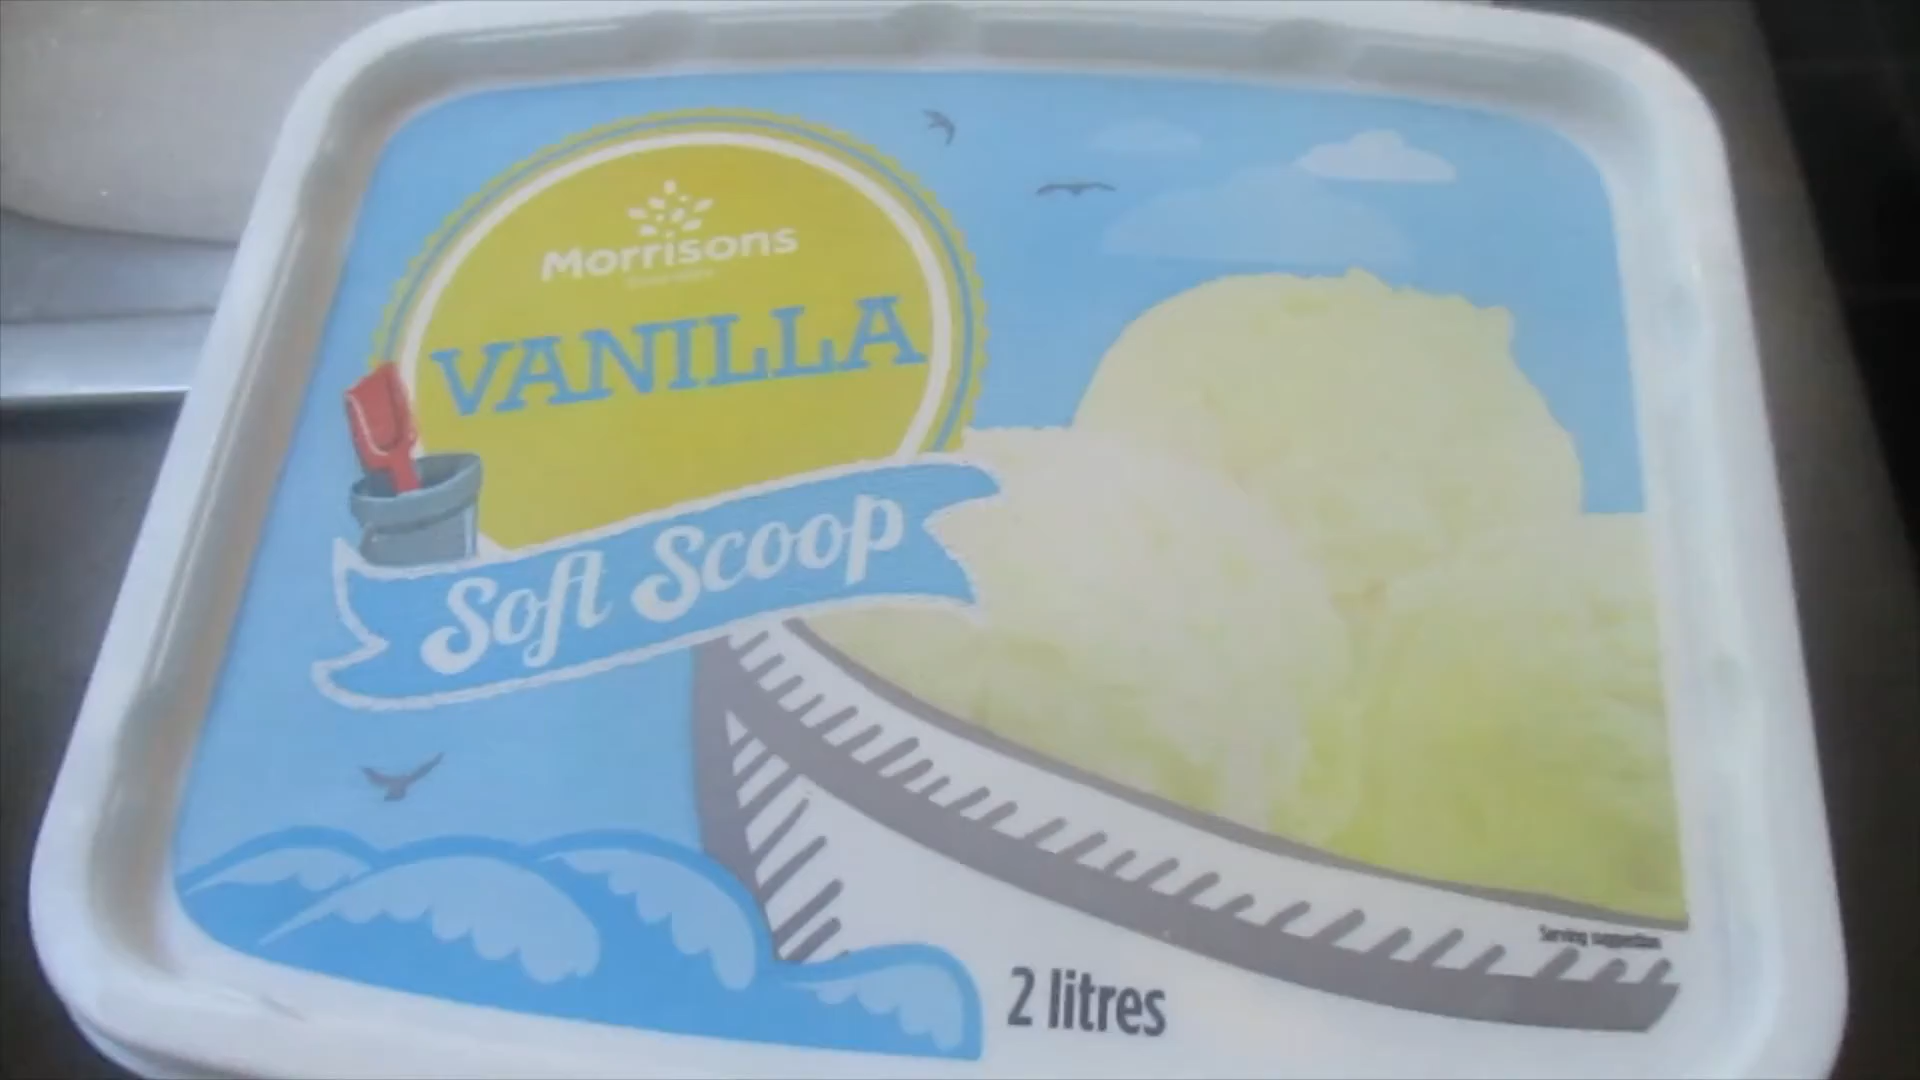 Morrisons
VANILLA
Soft Scoop
Serving suggestion
2 litres